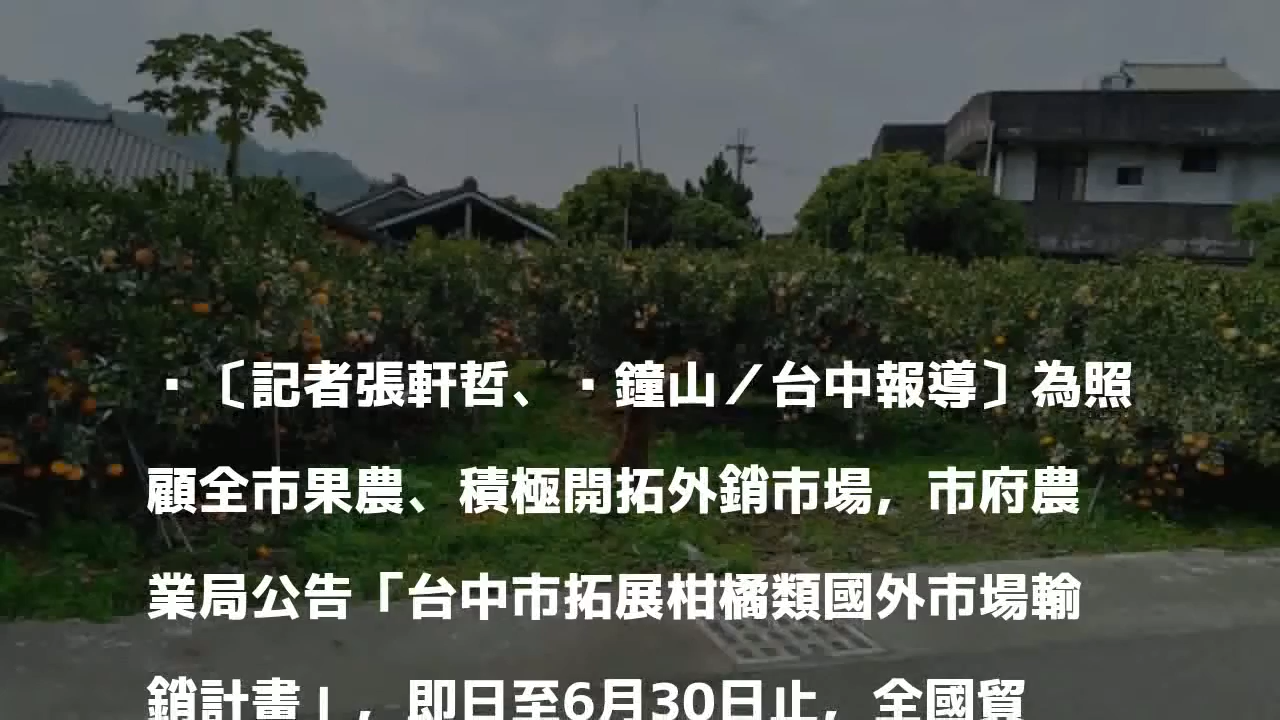 ▪〔記者張軒哲、▪鐘山／台中報導〕為照
顧全市果農、積極開拓外銷市場，市府農
業局公告「台中市拓展柑橘類國外市場輸
銷計畫」，即日至6月30日止，全國貿